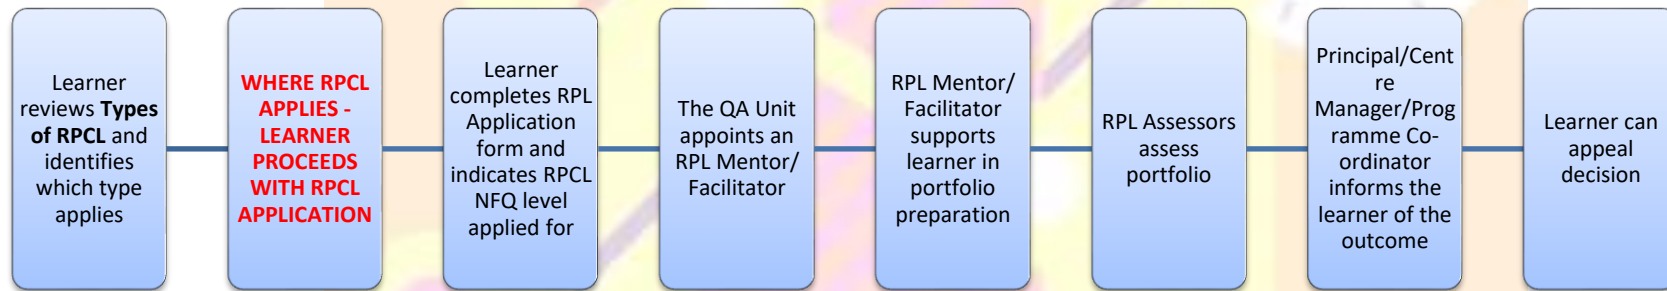 Learner
reviews Types
of RPCL and
identifies
which type
applies
WHERE RPCL
APPLIES -
LEARNER
PROCEEDS
WITH RPCL
APPLICATION
Learner
completes RPL
Application
form and
indicates RPCL
NFQ level
applied for
The QA Unit
appoints an
RPL Mentor/
Facilitator
RPL Mentor/
Facilitator
supports
learner in
portfolio
preparation
RPL Assessors
assess
portfolio
Principal/Cent
re
Manager/Prog
ramme Co-
ordinator
informs the
learner of the
outcome
Learner can
appeal
decision